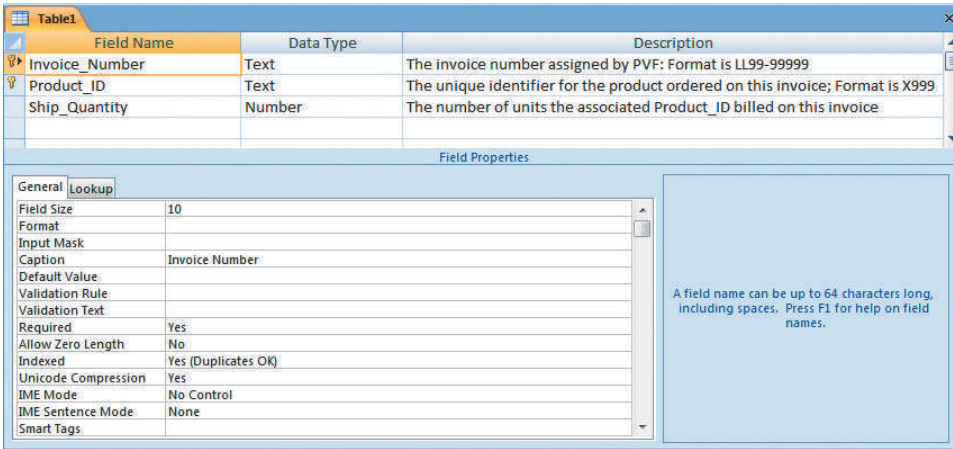 Table1
Field Name Data Type Description
Invoice_Number Text The invoice number assigned by PVF: Format is LL99-99999
Product_ID Text The unique identifier for the product ordered on this invoice; Format is X999
Ship_Quantity Number The number of units the associated Product_ID billed on this invoice
Field Properties
General Lookup
Field Size 10
Format
Input Mask
Caption Invoice Number
Default Value
Validation Rule
Validation Text
Required Yes
Allow Zero Length No
Indexed Yes (Duplicates OK)
Unicode Compression Yes
IME Mode No Control
IME Sentence Mode None
Smart Tags
A field name can be up to 64 characters long,
including spaces. Press F1 for help on field
names.